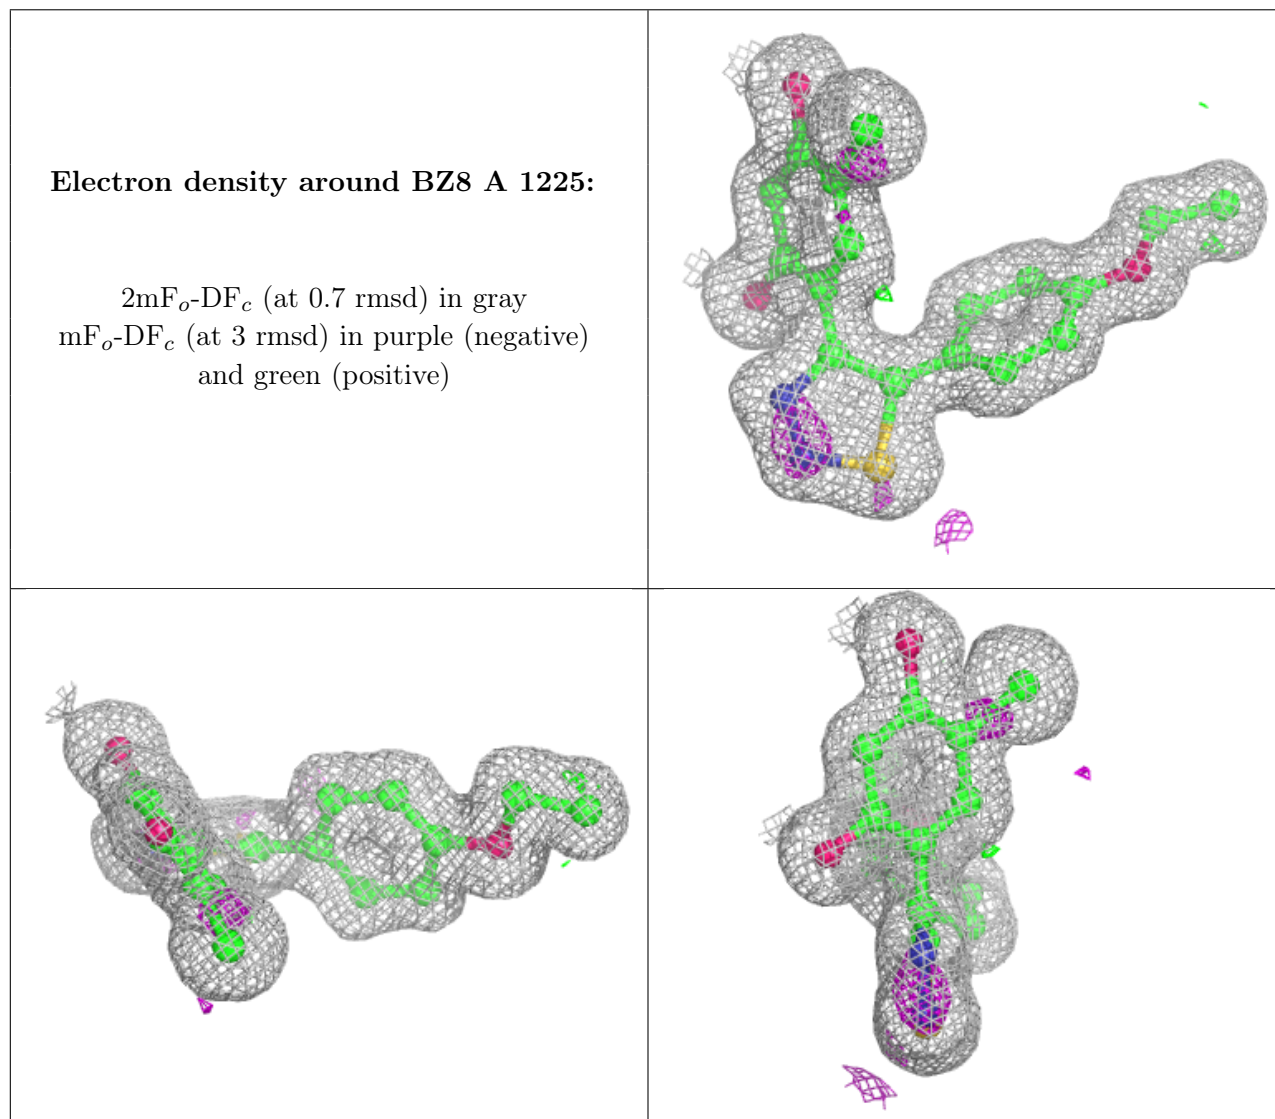 Electron density around BZ8 A 1225:
2mFo-DFc (at 0.7 rmsd) in gray
mFo-DFc (at 3 rmsd) in purple (negative)
and green (positive)